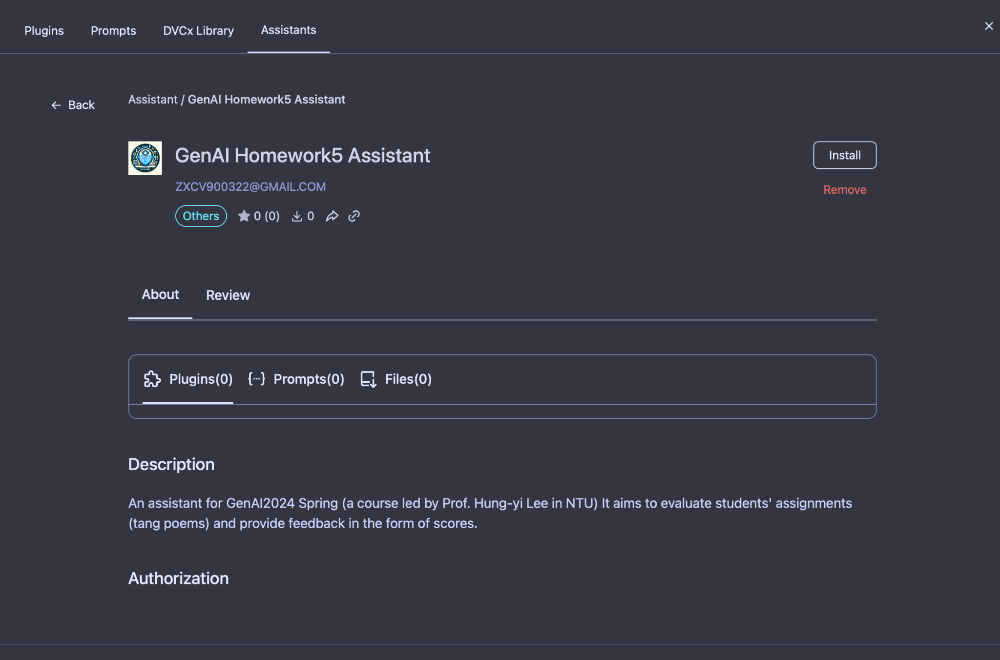 Plugins Prompts DVCx Library Assistants
Back
Assistant / GenAI Homework5 Assistant
GenAI Homework5 Assistant
Install
ZXCV900322@GMAIL.COM
Remove
Others 0 (0) 0
About Review
Plugins(0) Prompts(0) Files(0)
Description
An assistant for GenAI2024 Spring (a course led by Prof. Hung-yi Lee in NTU) It aims to evaluate students' assignments
(tang poems) and provide feedback in the form of scores.
Authorization